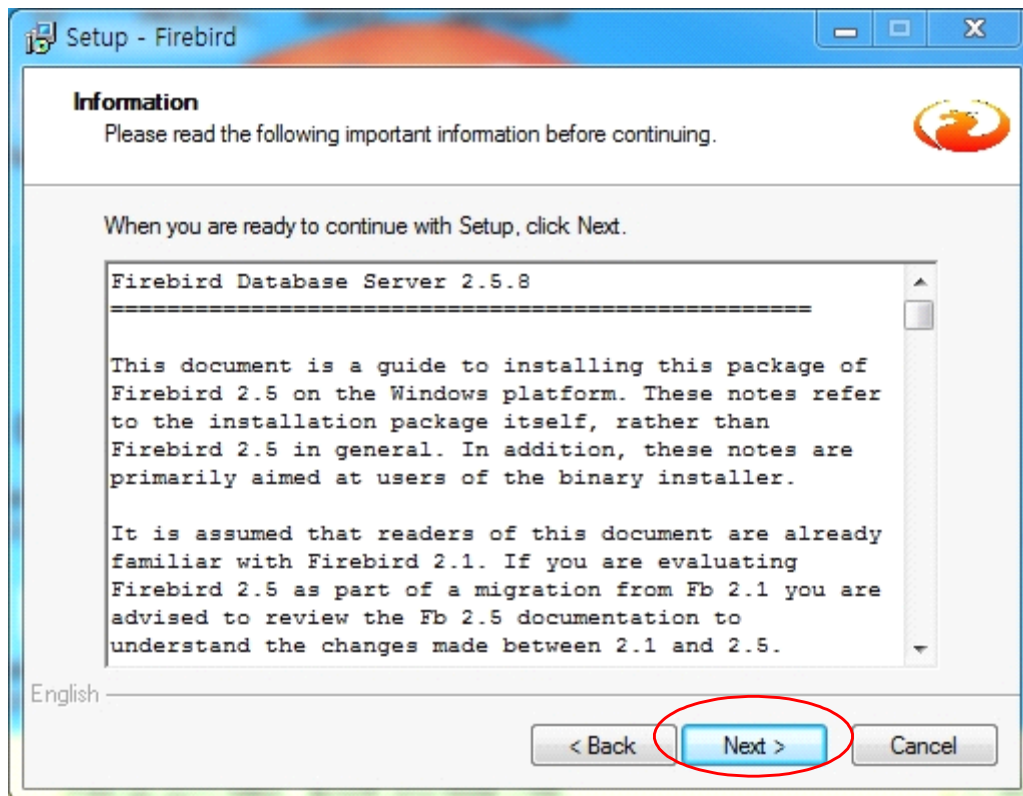 Setup - Firebird
Information
Please read the following important information before continuing.
When you are ready to continue with Setup, click Next.
Firebird Database Server 2.5.8
==================================================
This document is a guide to installing this package of
Firebird 2.5 on the Windows platform. These notes refer
to the installation package itself, rather than
Firebird 2.5 in general. In addition, these notes are
primarily aimed at users of the binary installer.
It is assumed that readers of this document are already
familiar with Firebird 2.1. If you are evaluating
Firebird 2.5 as part of a migration from Fb 2.1 you are
advised to review the Fb 2.5 documentation to
understand the changes made between 2.1 and 2.5.
English
< Back Next > Cancel